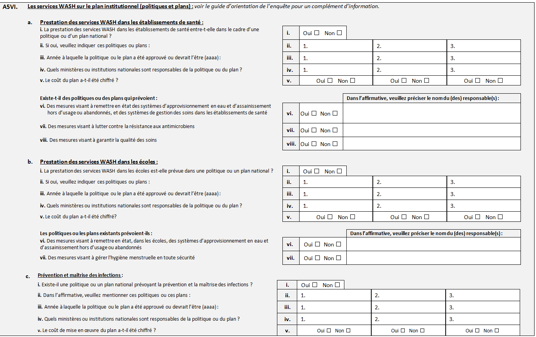 A5VI. Les services WASH sur le plan institutionnel (politiques et plans) : voir le guide d'orientation de l'enquête pour un complément d'information.
a. Prestation des services WASH dans les établissements de santé :
i. La prestation des services WASH dans les établissements de santé entre-t-elle dans le cadre d'une politique ou d'un plan national ?
i. Oui ☐ Non ☐
ii. Si oui, veuillez indiquer ces politiques ou plans :
ii. 1. 2. 3.
iii. Année à laquelle la politique ou le plan a été approuvé ou devrait l'être (aaaa) :
iii. 1. 2. 3.
iv. Quels ministères ou institutions nationales sont responsables de la politique ou du plan ?
iv. 1. 2. 3.
v. Le coût du plan a-t-il été chiffré ?
v. Oui ☐ Non ☐ Oui ☐ Non ☐ Oui ☐ Non ☐
Existe-t-il des politiques ou des plans qui prévoient :
Dans l'affirmative, veuillez préciser le nom du (des) responsable(s) :
vi. Des mesures visant à remettre en état des systèmes d'approvisionnement en eau et d'assainissement
hors d'usage ou abandonnés, et des systèmes de gestion des soins dans les établissements de santé
vi. Oui ☐ Non ☐
vii. Des mesures visant à lutter contre la résistance aux antimicrobiens
vii. Oui ☐ Non ☐
viii. Des mesures visant à garantir la qualité des soins
viii. Oui ☐ Non ☐
b. Prestation des services WASH dans les écoles :
i. La prestation des services WASH dans les écoles est-elle prévue dans une politique ou un plan national ?
i. Oui ☐ Non ☐
ii. Si oui, veuillez indiquer ces politiques ou plans :
ii. 1. 2. 3.
iii. Année à laquelle la politique ou le plan a été approuvé ou devrait l'être (aaaa) :
iii. 1. 2. 3.
iv. Quels ministères ou institutions nationales sont responsables de la politique ou du plan ?
iv. 1. 2. 3.
v. Le coût du plan a-t-il été chiffré?
v. Oui ☐ Non ☐ Oui ☐ Non ☐ Oui ☐ Non ☐
Les politiques ou les plans existants prévoient-ils :
Dans l'affirmative, veuillez préciser le nom du (des) responsable(s) :
vi. Des mesures visant à remettre en état, dans les écoles, des systèmes d'approvisionnement en eau et
d'assainissement hors d'usage ou abandonnés
vi. Oui ☐ Non ☐
vii. Des mesures visant à gérer l'hygiène menstruelle en toute sécurité
vii. Oui ☐ Non ☐
c. Prévention et maîtrise des infections :
i. Existe-il une politique ou un plan national prévoyant la prévention et la maîtrise des infections ?
i. Oui ☐ Non ☐
ii. Dans l'affirmative, veuillez mentionner ces politiques ou ces plans :
ii. 1. 2. 3.
iii. Année à laquelle la politique ou le plan a été approuvé ou devrait l'être (aaaa) :
iii. 1. 2. 3.
iv. Quels ministères ou institutions nationales sont responsables de la politique ou du plan ?
iv. 1. 2. 3.
v. Le coût de mise en œuvre du plan a-t-il été chiffré ?
v. Oui ☐ Non ☐ Oui ☐ Non ☐ Oui ☐ Non ☐